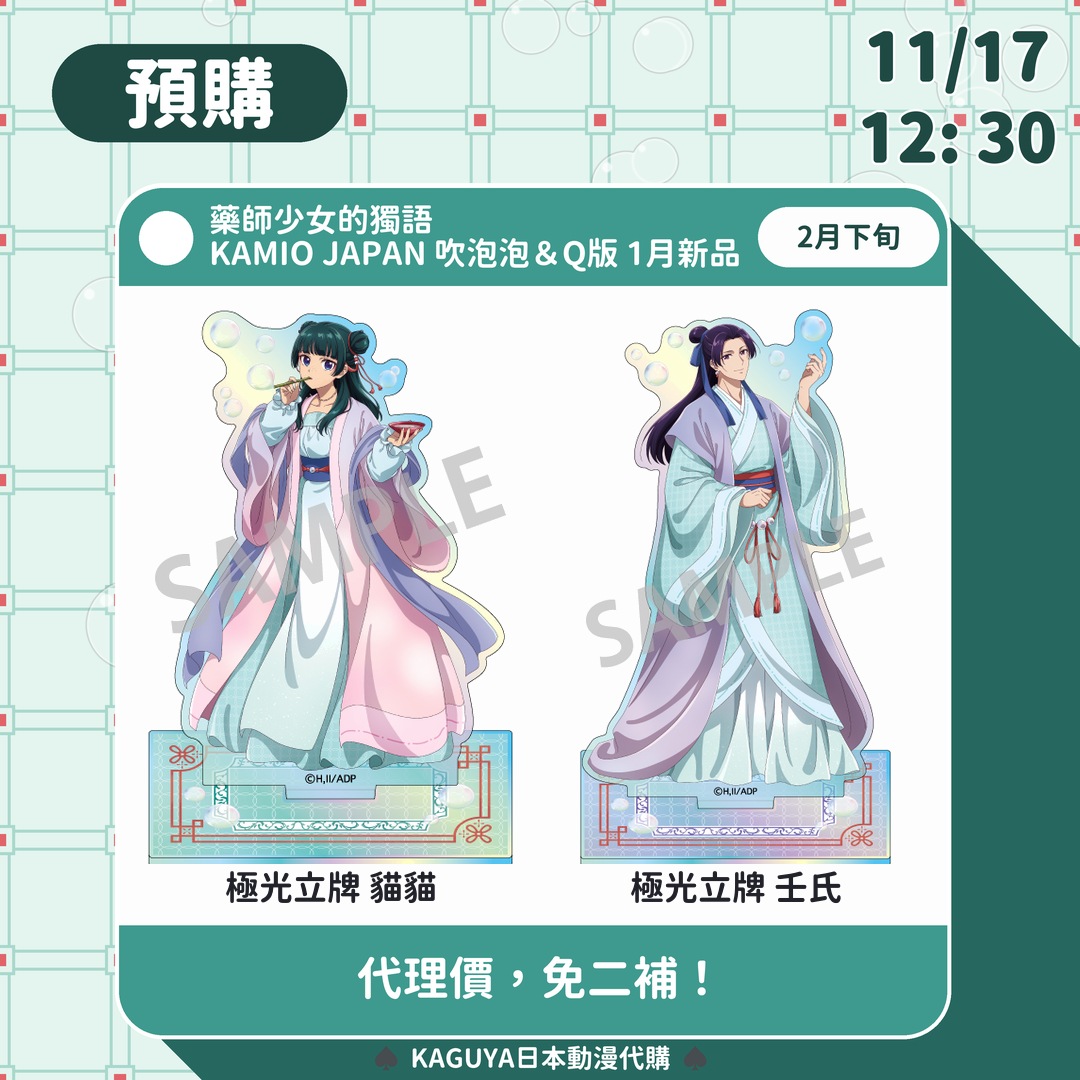 預購
11/17
12:30
藥師少女的獨語
KAMIO JAPAN 吹泡泡＆Q版 1月新品
2月下旬
SAMPLE
SAMPLE
©H,II/ADP
©H,II/ADP
極光立牌 貓貓
極光立牌 壬氏
代理價，免二補！
♠ KAGUYA日本動漫代購 ♠